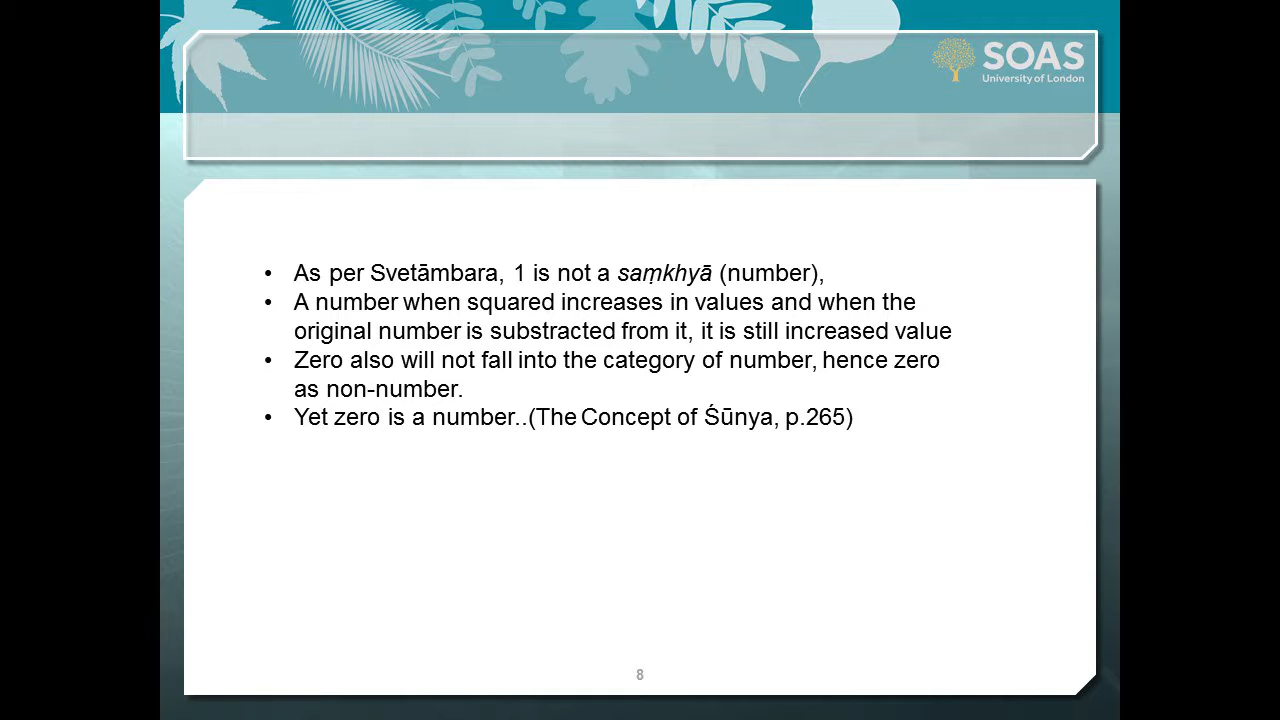 SOAS
University of London
• As per Svetāmbara, 1 is not a saṃkhyā (number),
• A number when squared increases in values and when the
original number is substracted from it, it is still increased value
• Zero also will not fall into the category of number, hence zero
as non-number.
• Yet zero is a number..(The Concept of Śūnya, p.265)
8